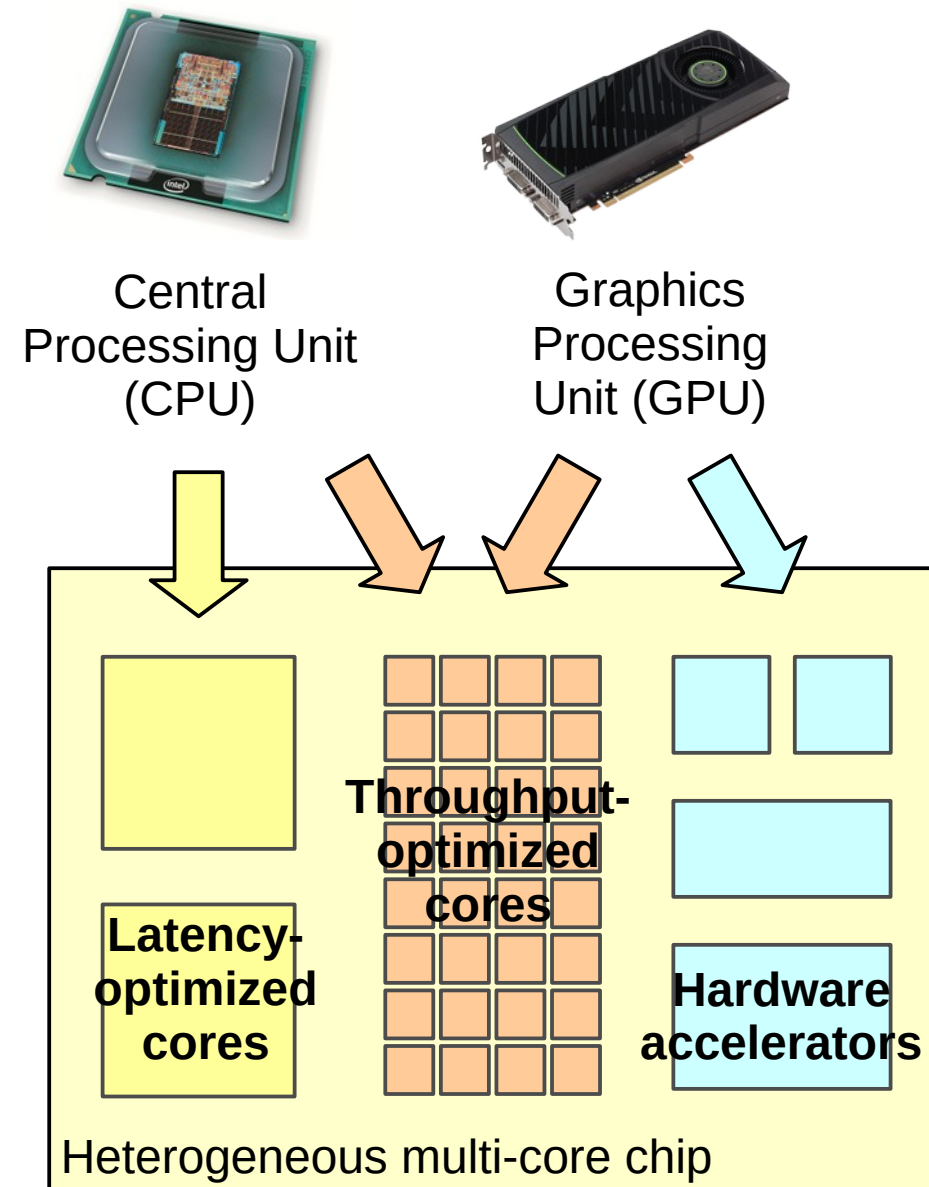 intel
Central
Processing Unit
(CPU)
Graphics
Processing
Unit (GPU)
Throughput-
optimized
cores
Latency-
optimized
cores
Hardware
accelerators
Heterogeneous multi-core chip